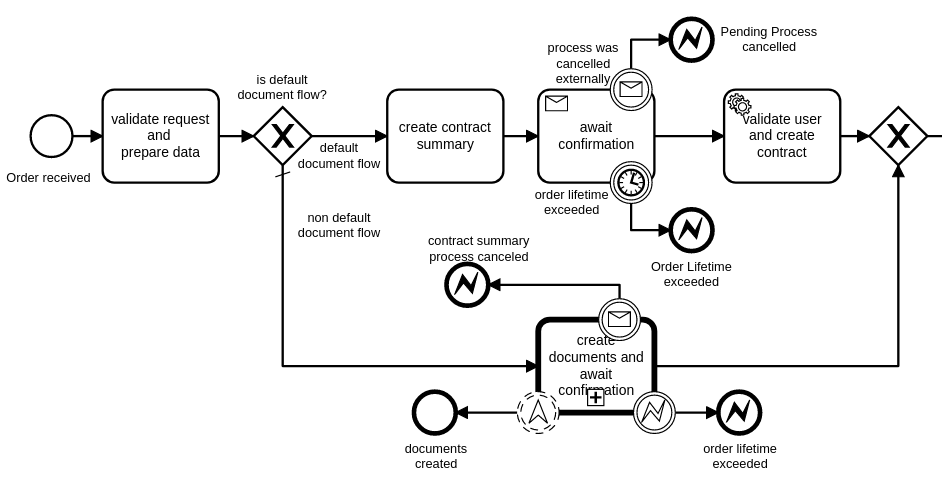 Order received
validate request
and
prepare data
is default
document flow?
default
document flow
non default
document flow
create contract
summary
process was
cancelled
externally
await
confirmation
order lifetime
exceeded
Pending Process
cancelled
Order Lifetime
exceeded
validate user
and create
contract
contract summary
process canceled
create
documents and
await
confirmation
documents
created
order lifetime
exceeded